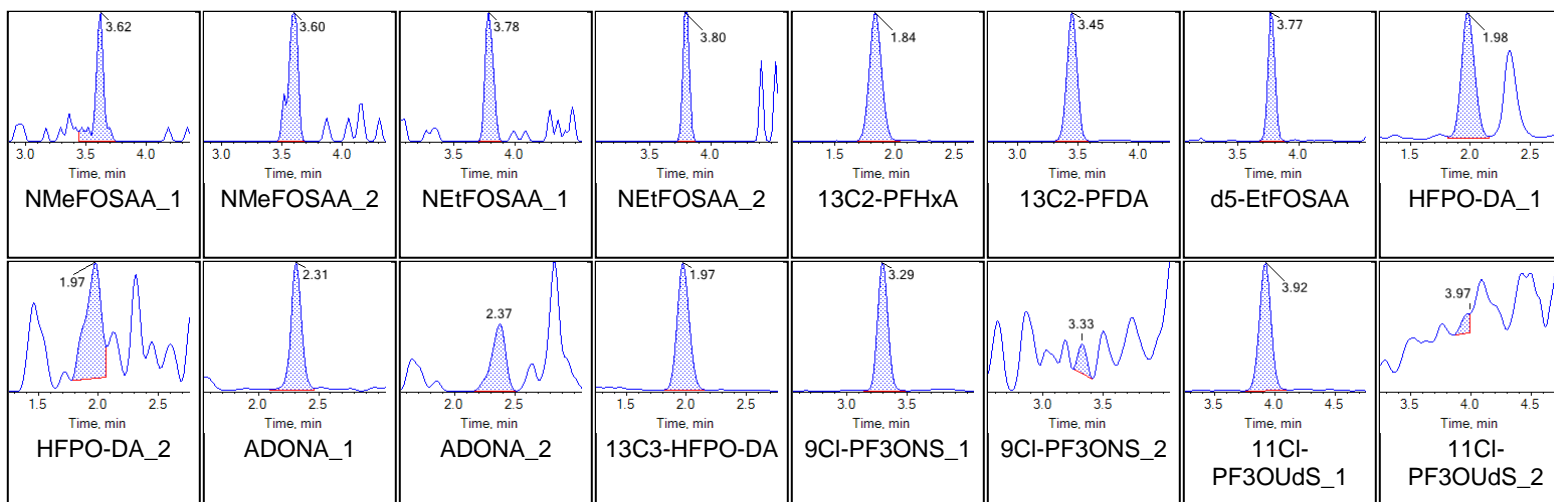 3.62 3.60 3.78 3.80 1.84 3.45 3.77 1.98
3.0 3.5 4.0 3.0 3.5 4.0 3.5 4.0 3.5 4.0 1.5 2.0 2.5 3.0 3.5 4.0 3.5 4.0 1.5 2.0 2.5
Time, min Time, min Time, min Time, min Time, min Time, min Time, min Time, min
NMeFOSAA_1 NMeFOSAA_2 NEtFOSAA_1 NEtFOSAA_2 13C2-PFHxA 13C2-PFDA d5-EtFOSAA HFPO-DA_1
1.97 2.31 2.37 1.97 3.29 3.33 3.92 3.97
1.5 2.0 2.5 2.0 2.5 2.0 2.5 1.5 2.0 2.5 3.0 3.5 3.0 3.5 3.5 4.0 4.5 3.5 4.0 4.5
Time, min Time, min Time, min Time, min Time, min Time, min Time, min Time, min
HFPO-DA_2 ADONA_1 ADONA_2 13C3-HFPO-DA 9Cl-PF3ONS_1 9Cl-PF3ONS_2 11Cl- 11Cl-
PF3OUdS_1 PF3OUdS_2